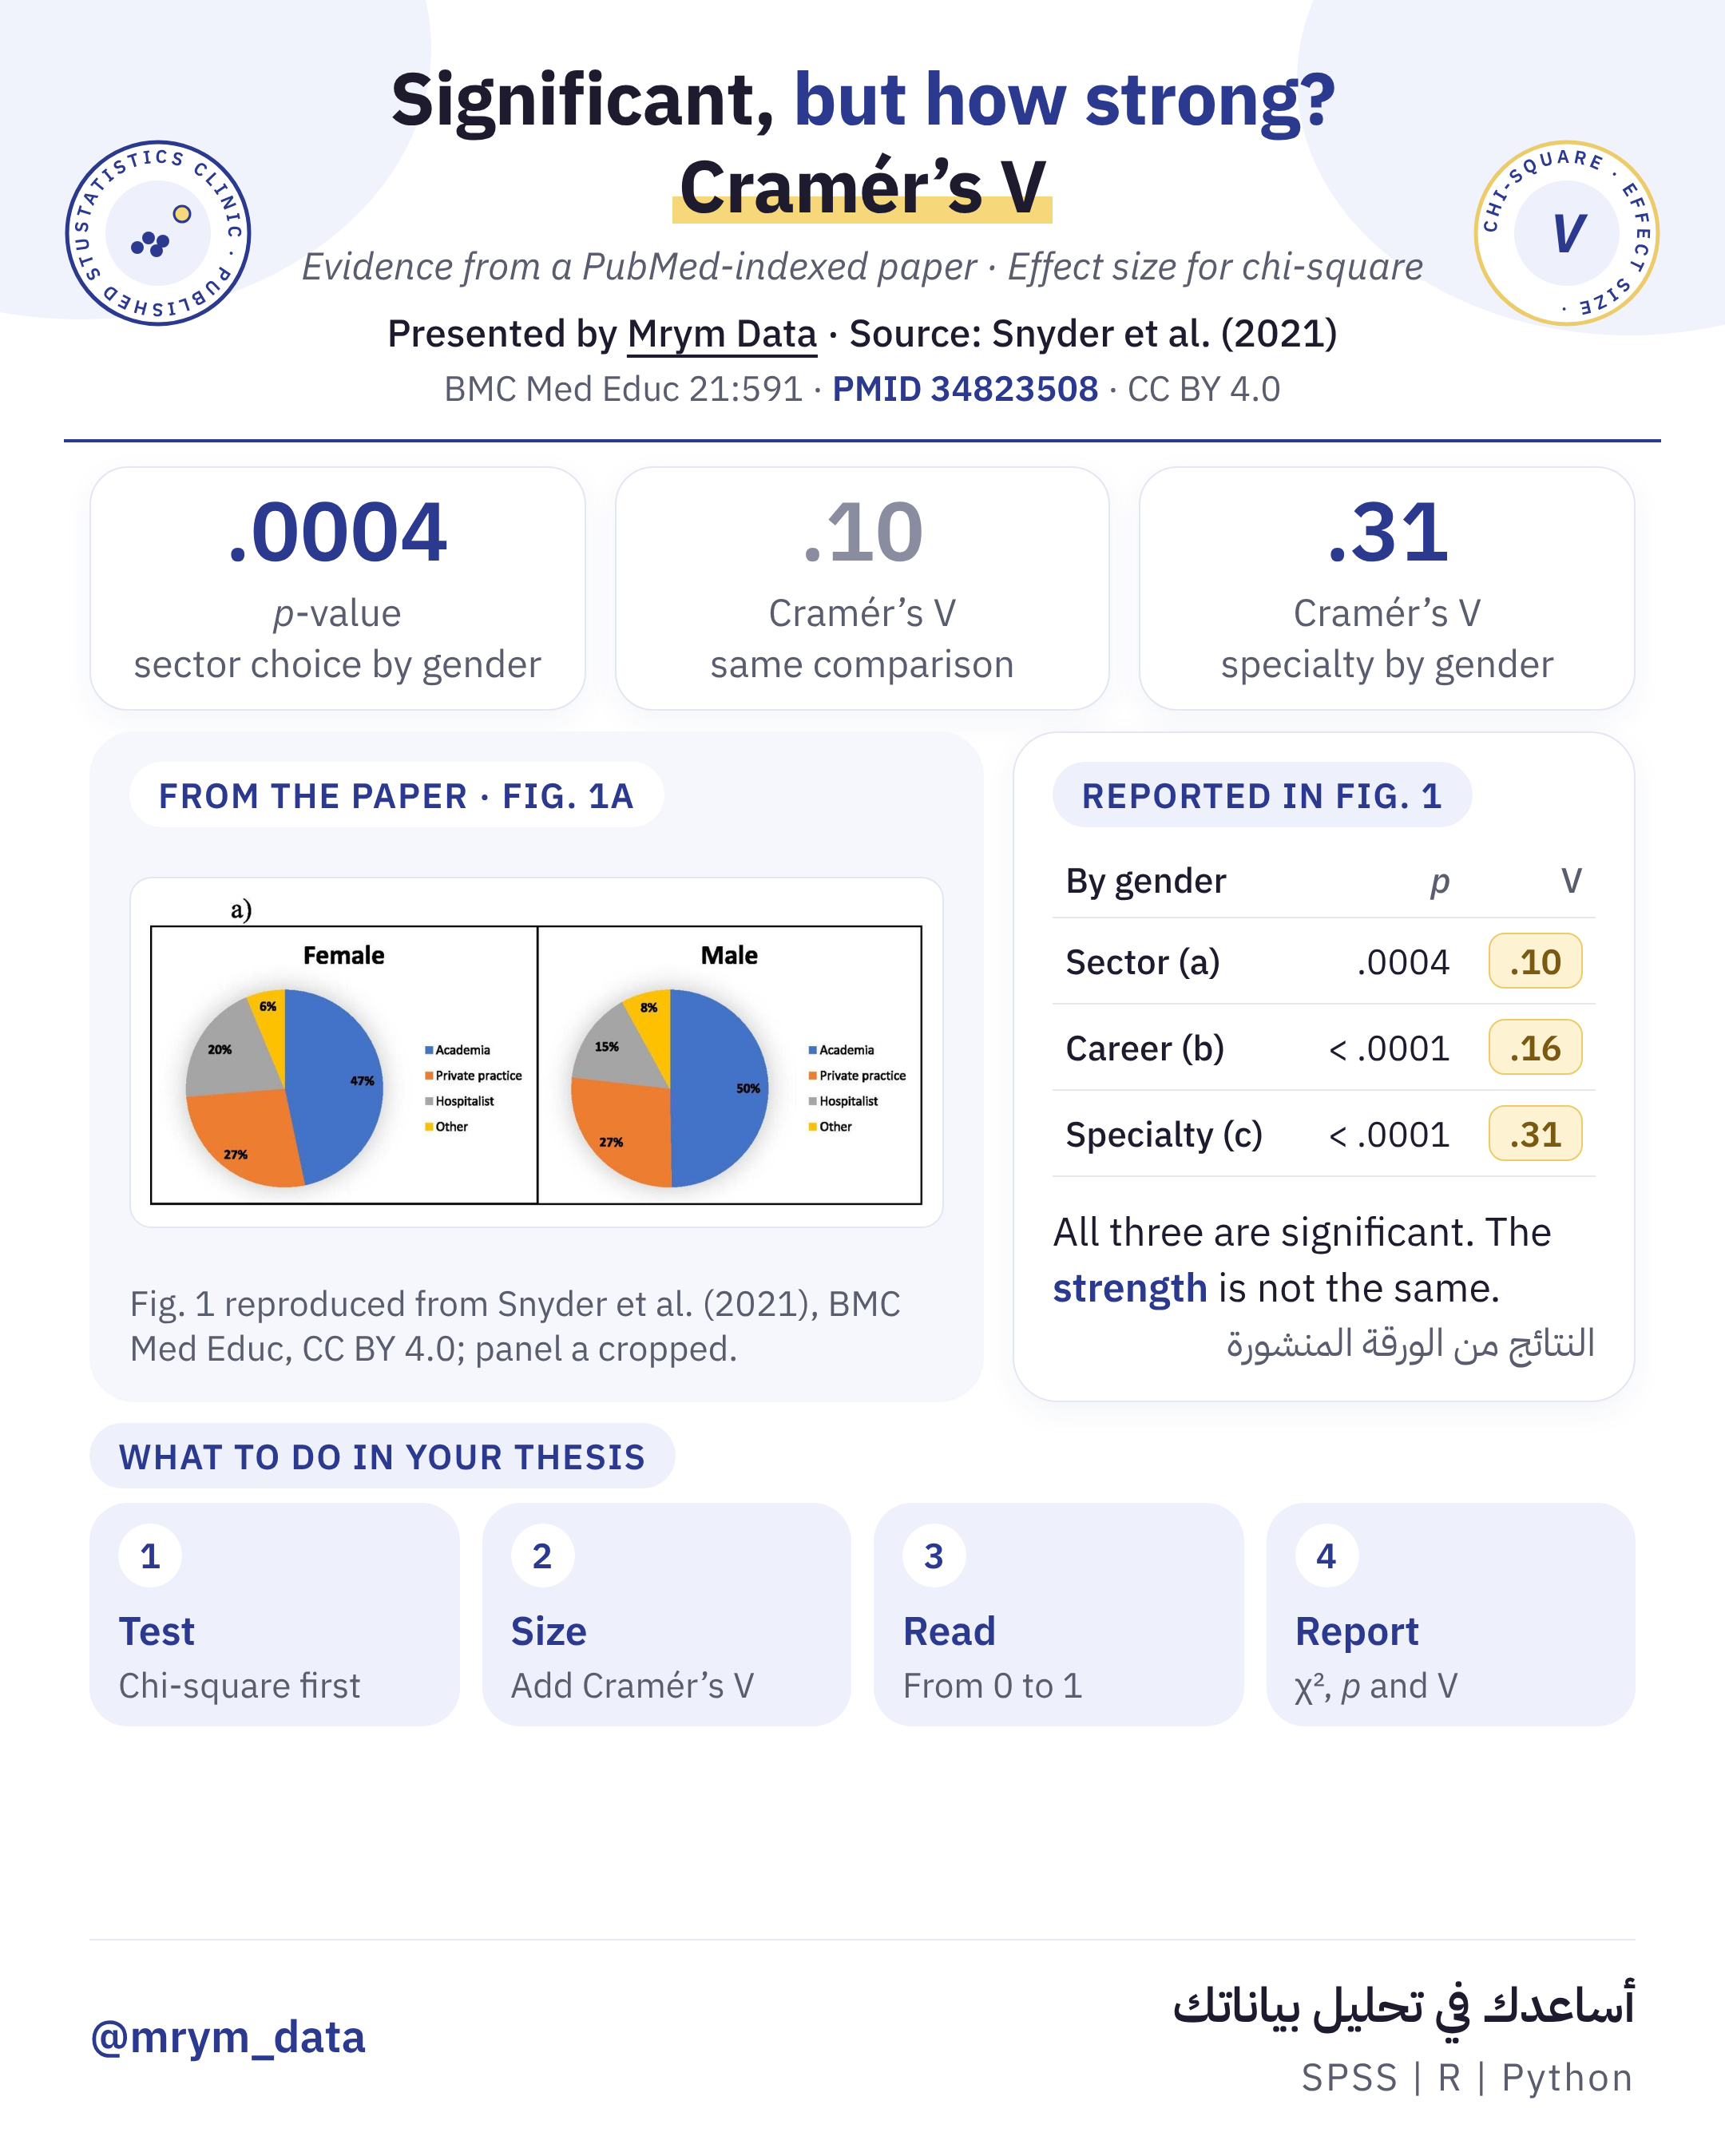 Significant, but how strong?
Cramér’s V
Evidence from a PubMed-indexed paper · Effect size for chi-square
Presented by Mrym Data · Source: Snyder et al. (2021)
BMC Med Educ 21:591 · PMID 34823508 · CC BY 4.0
STATISTICS CLINIC · PUBLISHED STU
CHI-SQUARE · EFFECT SIZE ·
V
.0004
p-value
sector choice by gender
.10
Cramér’s V
same comparison
.31
Cramér’s V
specialty by gender
FROM THE PAPER · FIG. 1A
a)
Female
6%
20%
47%
27%
Academia
Private practice
Hospitalist
Other
Male
8%
15%
50%
27%
Academia
Private practice
Hospitalist
Other
Fig. 1 reproduced from Snyder et al. (2021), BMC
Med Educ, CC BY 4.0; panel a cropped.
REPORTED IN FIG. 1
By gender p V
Sector (a) .0004 .10
Career (b) < .0001 .16
Specialty (c) < .0001 .31
All three are significant. The
strength is not the same.
النتائج من الورقة المنشورة
WHAT TO DO IN YOUR THESIS
1
Test
Chi-square first
2
Size
Add Cramér’s V
3
Read
From 0 to 1
4
Report
χ², p and V
@mrym_data
أساعدك في تحليل بياناتك
SPSS | R | Python